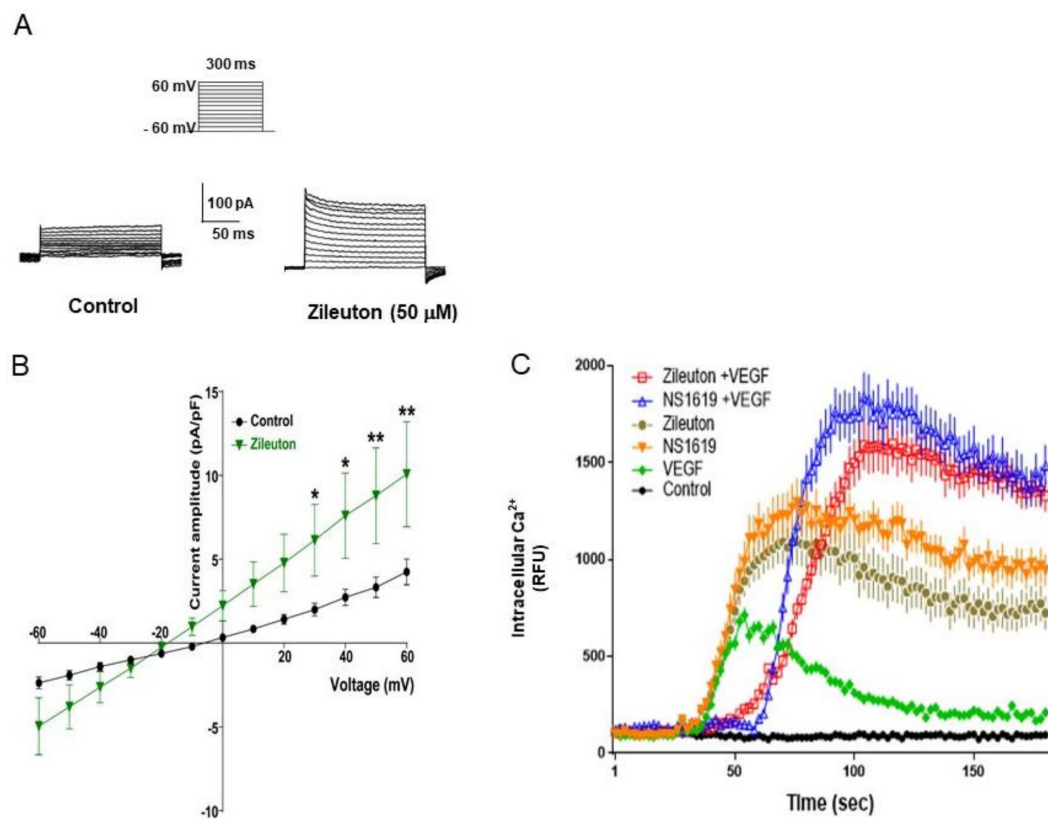 A
300 ms
60 mV
- 60 mV
100 pA
50 ms
Control
Zileuton (50 μM)
B
15
Control
Zileuton
**
**
*
*
10
Current amplitude (pA/pF)
5
-60
-40
-20
20
40
60
Voltage (mV)
-5
-10
C
2000
Zileuton +VEGF
NS1619 +VEGF
Zileuton
NS1619
VEGF
Control
1500
1000
500
0
Intracellular Ca²⁺
(RFU)
1
50
100
150
Time (sec)